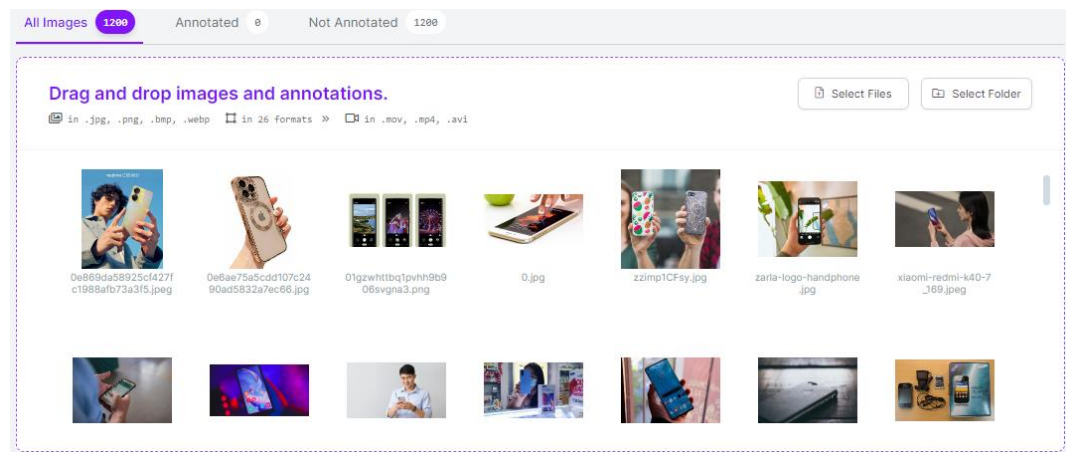 All Images 1200 Annotated 0 Not Annotated 1200
Drag and drop images and annotations.
Select Files Select Folder
in .jpg, .png, .bmp, .webp in 26 formats » in .mov, .mp4, .avi
0e869da58925cf427f 0e6ae75a5cdd107c24 01gzwhttbq1pvhh9b9 0.jpg zzimp1CFsy.jpg zarla-logo-handphone xiaomi-redmi-k40-7
c1988afb73a3f5.jpeg 90ad5832a7ec66.jpg 06svgna3.png .jpg _169.jpeg